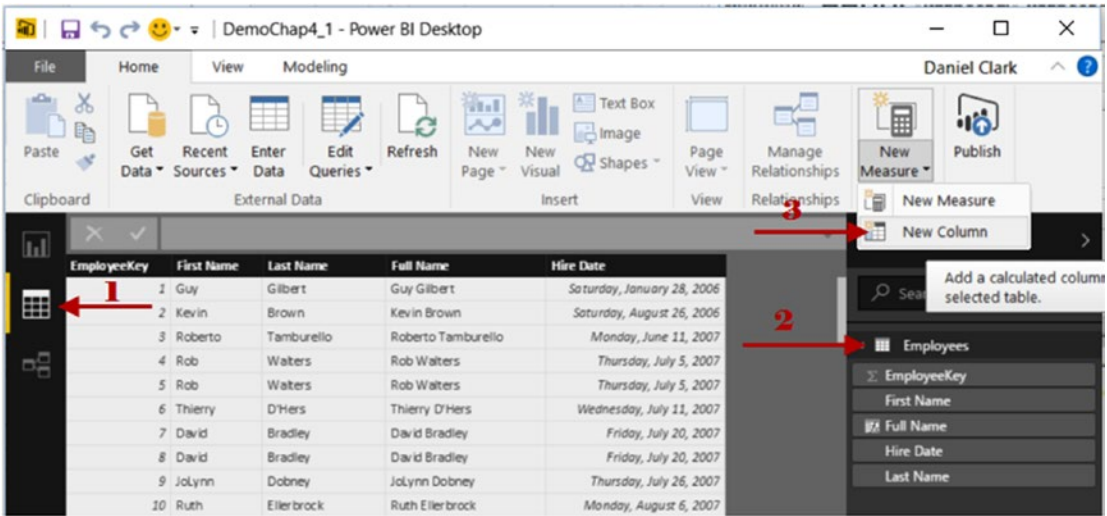 DemoChap4_1 - Power BI Desktop
File Home View Modeling Daniel Clark
Paste
Get Data
Recent Sources
Enter Data
Edit Queries
Refresh
New Page
New Visual
Text Box
Image
Shapes
Page View
Manage Relationships
New Measure
Publish
Clipboard External Data Insert View Relationships
New Measure
New Column
3
Add a calculated column
selected table.
EmployeeKey First Name Last Name Full Name Hire Date
1 Guy Gilbert Guy Gilbert Saturday, January 28, 2006
2 Kevin Brown Kevin Brown Saturday, August 26, 2006
3 Roberto Tamburello Roberto Tamburello Monday, June 11, 2007
4 Rob Walters Rob Walters Thursday, July 5, 2007
5 Rob Walters Rob Walters Thursday, July 5, 2007
6 Thierry D'Hers Thierry D'Hers Wednesday, July 11, 2007
7 David Bradley David Bradley Friday, July 20, 2007
8 David Bradley David Bradley Friday, July 20, 2007
9 JoLynn Dobney JoLynn Dobney Thursday, July 26, 2007
10 Ruth Ellerbrock Ruth Ellerbrock Monday, August 6, 2007
1
2
Employees
Σ EmployeeKey
First Name
Full Name
Hire Date
Last Name